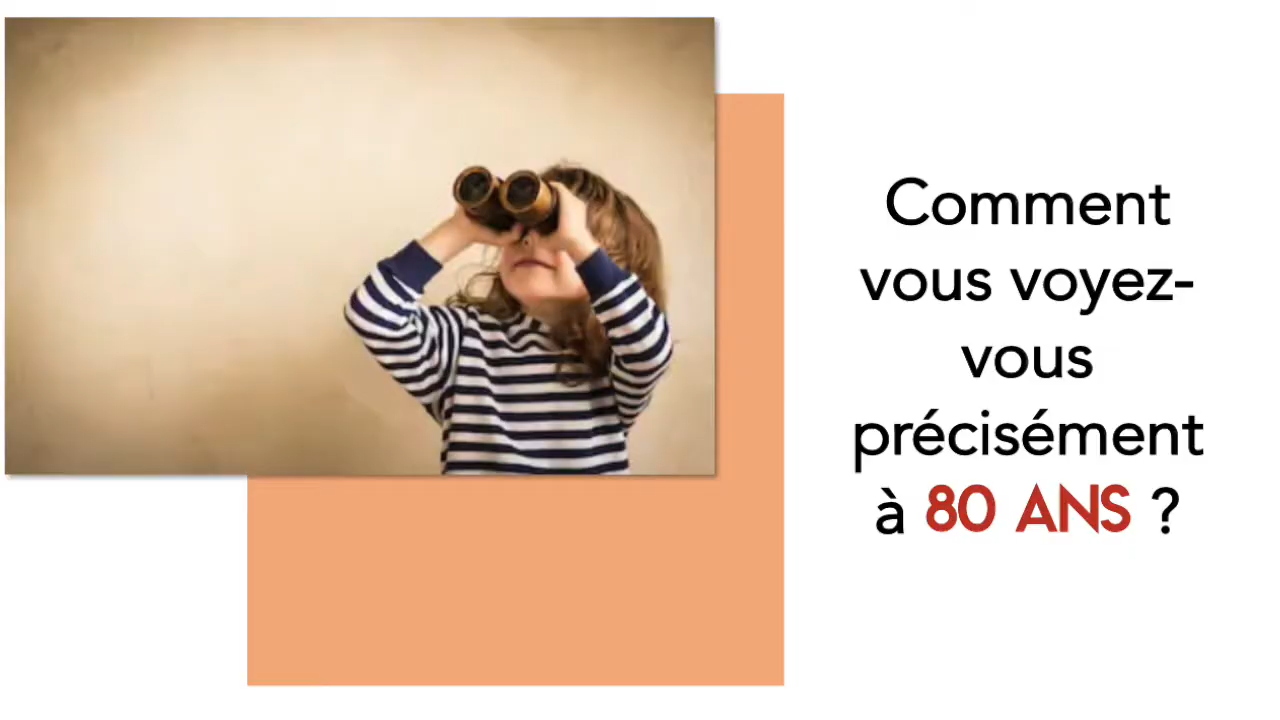 Comment
vous voyez-
vous
précisément
à 80 ANS ?